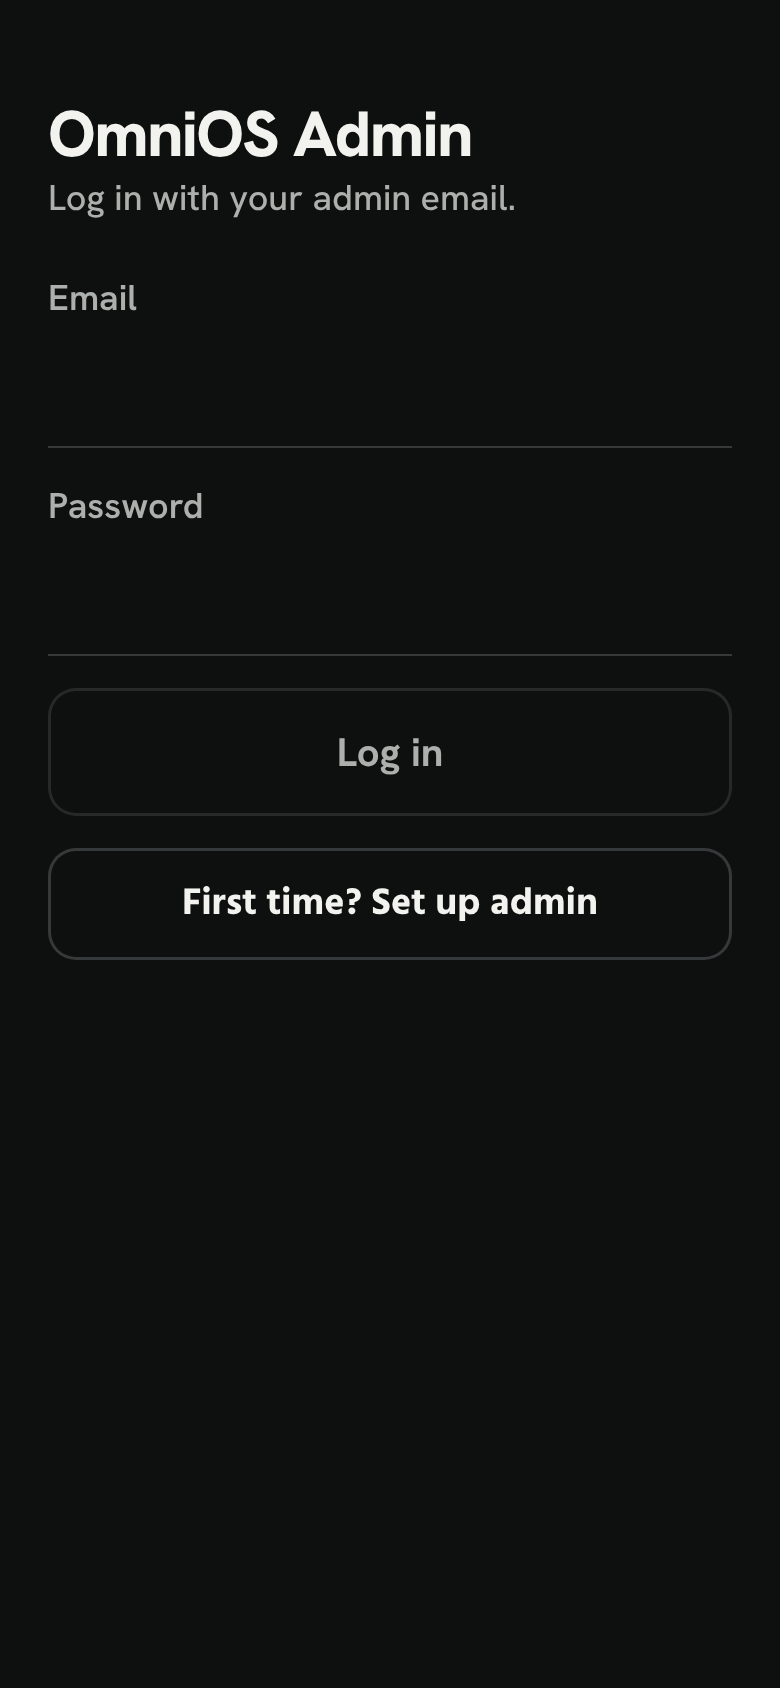 OmniOS Admin
Log in with your admin email.
Email
Password
Log in
First time? Set up admin